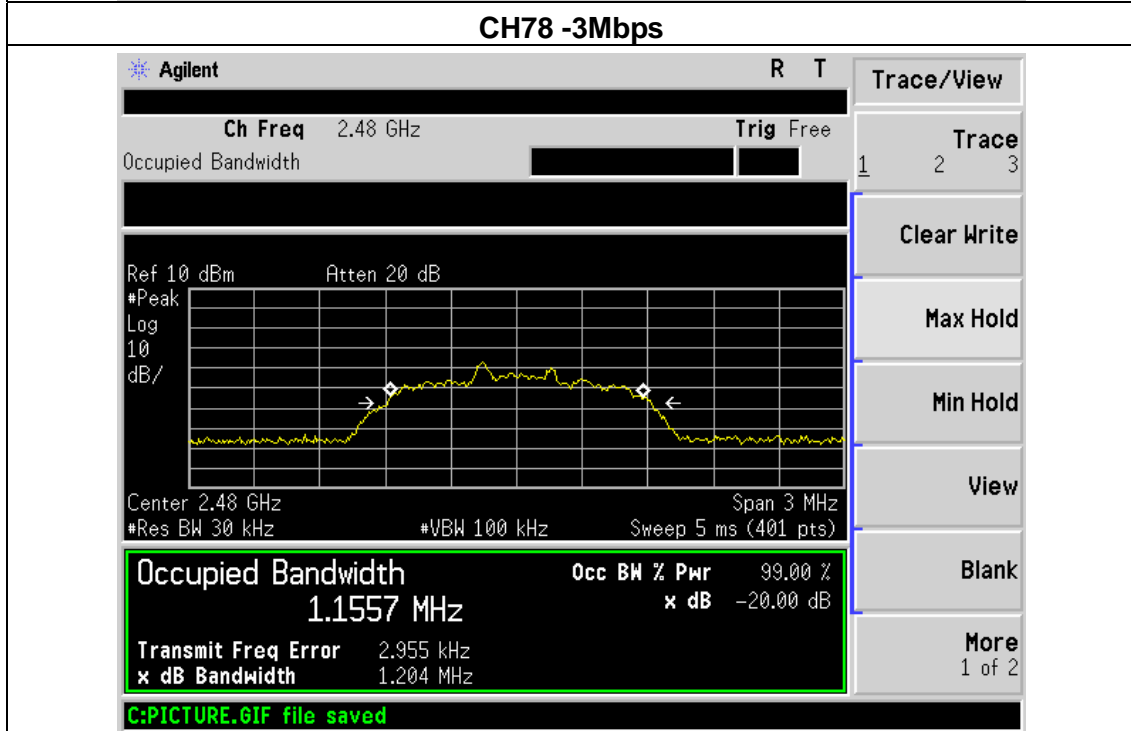 CH78 -3Mbps
Agilent R T
Trace/View
Ch Freq 2.48 GHz Trig Free
Occupied Bandwidth
Trace
1 2 3
Clear Write
Ref 10 dBm Atten 20 dB
#Peak
Log
10
dB/
Max Hold
Min Hold
View
Center 2.48 GHz Span 3 MHz
#Res BW 30 kHz #VBW 100 kHz Sweep 5 ms (401 pts)
Occupied Bandwidth Occ BW % Pwr 99.00 %
1.1557 MHz x dB -20.00 dB
Blank
Transmit Freq Error 2.955 kHz
x dB Bandwidth 1.204 MHz
More
1 of 2
C:PICTURE.GIF file saved